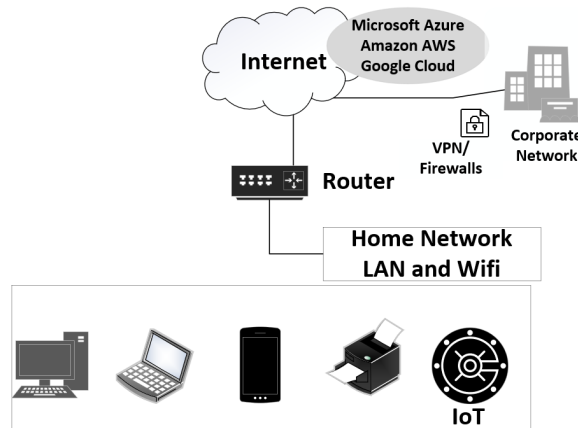 Microsoft Azure
Amazon AWS
Google Cloud
Internet
VPN/
Firewalls
Corporate
Network
Router
Home Network
LAN and Wifi
IoT